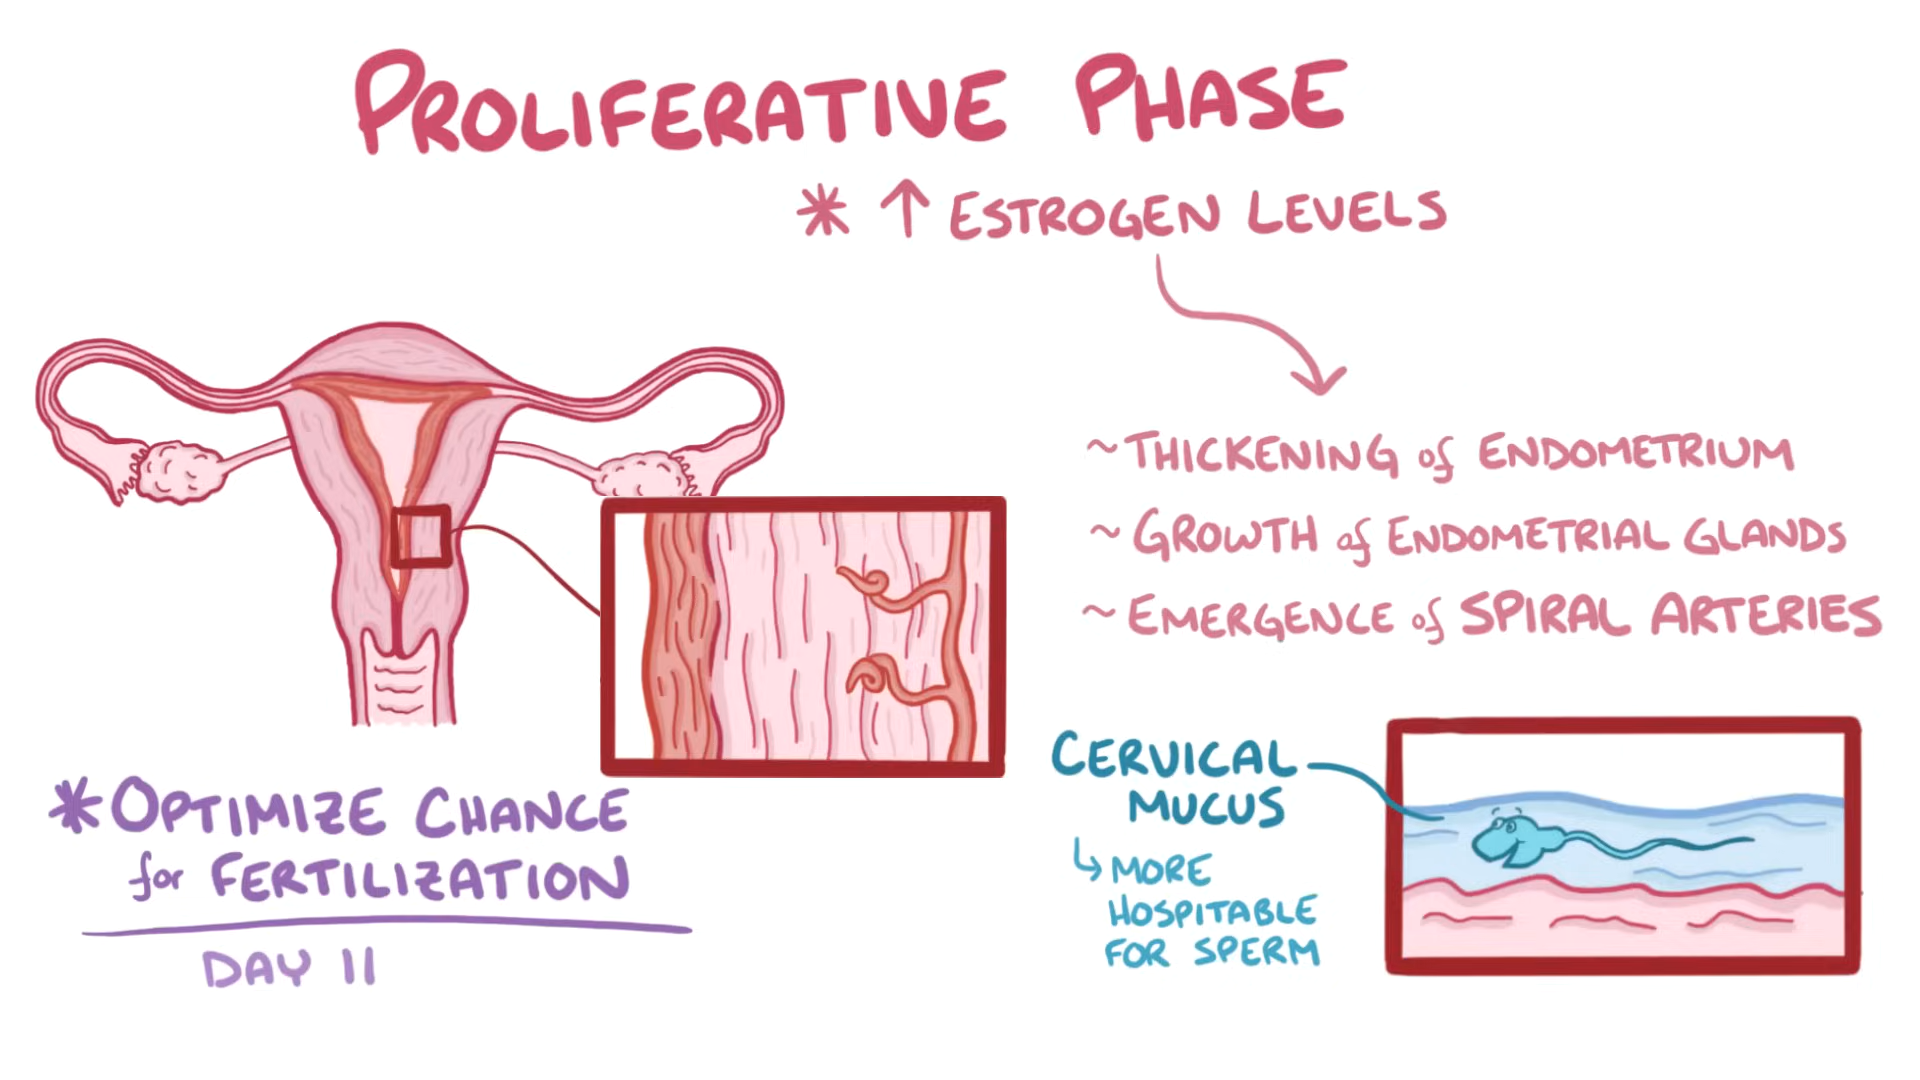 PROLIFERATIVE PHASE
* ↑ ESTROGEN LEVELS
~ THICKENING of ENDOMETRIUM
~ GROWTH of ENDOMETRIAL GLANDS
~ EMERGENCE of SPIRAL ARTERIES
* OPTIMIZE CHANCE
for FERTILIZATION
DAY 11
CERVICAL
MUCUS
↳ MORE
HOSPITABLE
FOR SPERM